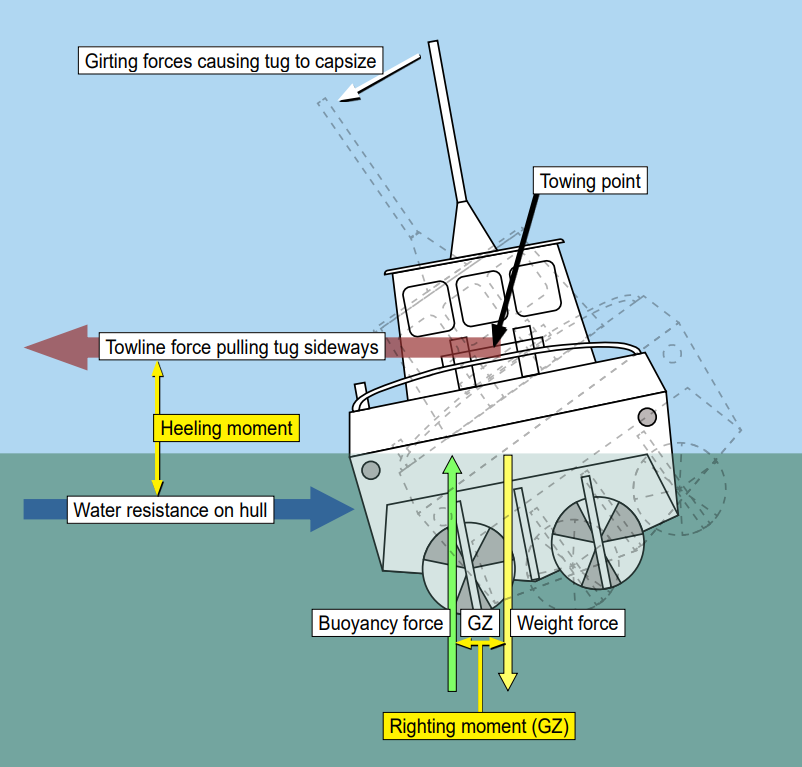 Girting forces causing tug to capsize
Towing point
Towline force pulling tug sideways
Heeling moment
Water resistance on hull
Buoyancy force
GZ
Weight force
Righting moment (GZ)